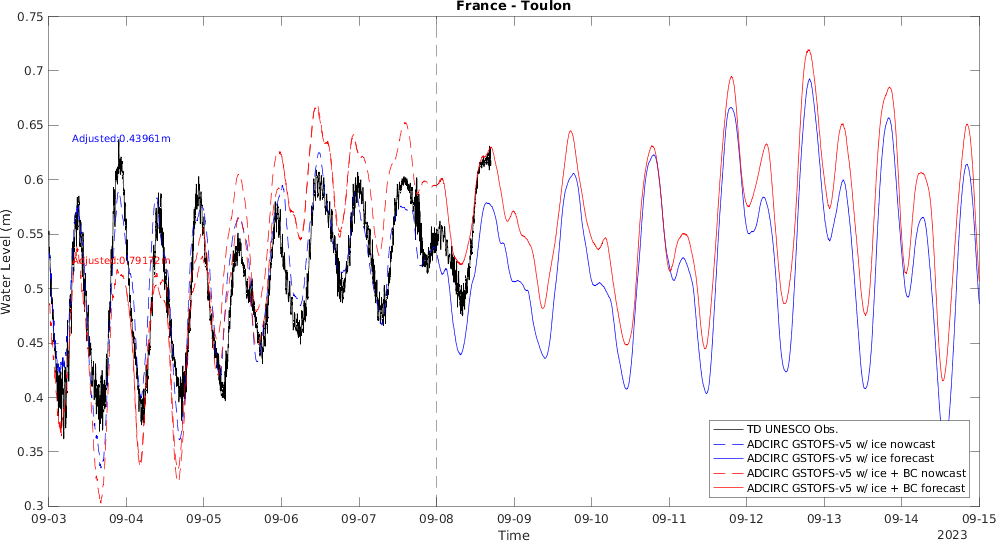 France - Toulon
0.75
0.7
0.65
0.6
0.55
0.5
0.45
0.4
0.35
0.3
Water Level (m)
Adjusted:0.43961m
Adjusted:0.79172m
TD UNESCO Obs.
ADCIRC GSTOFS-v5 w/ ice nowcast
ADCIRC GSTOFS-v5 w/ ice forecast
ADCIRC GSTOFS-v5 w/ ice + BC nowcast
ADCIRC GSTOFS-v5 w/ ice + BC forecast
09-03 09-04 09-05 09-06 09-07 09-08 09-09 09-10 09-11 09-12 09-13 09-14 09-15
Time
2023